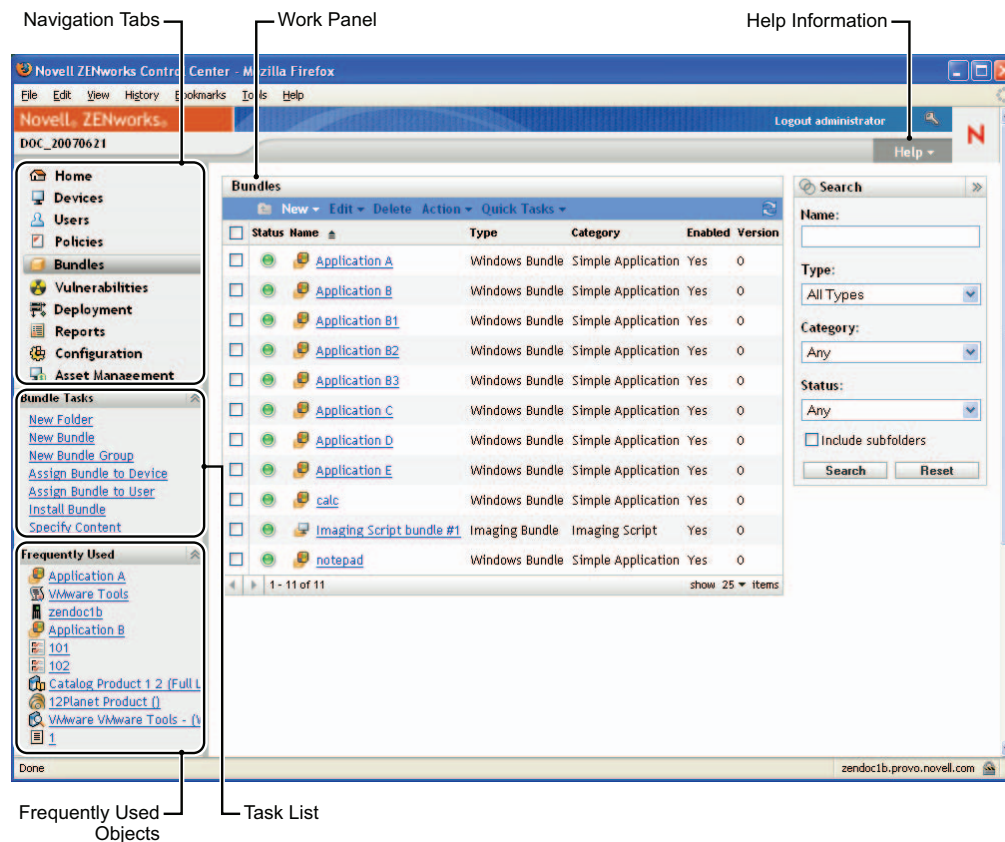 Navigation Tabs
Work Panel
Help Information
Novell ZENworks Control Center - Mozilla Firefox
File Edit View History Bookmarks Tools Help
Novell® ZENworks®
Logout administrator
DOC_20070621
N
Help
Home
Devices
Users
Policies
Bundles
Vulnerabilities
Deployment
Reports
Configuration
Asset Management
Bundle Tasks
New Folder
New Bundle
New Bundle Group
Assign Bundle to Device
Assign Bundle to User
Install Bundle
Specify Content
Frequently Used
Application A
VMware Tools
zendoc1b
Application B
101
102
Catalog Product 1 2 (Full L
12Planet Product ()
VMware VMware Tools - (V
1
Bundles
New Edit Delete Action Quick Tasks
Status Name Type Category Enabled Version
Application A Windows Bundle Simple Application Yes 0
Application B Windows Bundle Simple Application Yes 0
Application B1 Windows Bundle Simple Application Yes 0
Application B2 Windows Bundle Simple Application Yes 0
Application B3 Windows Bundle Simple Application Yes 0
Application C Windows Bundle Simple Application Yes 0
Application D Windows Bundle Simple Application Yes 0
Application E Windows Bundle Simple Application Yes 0
calc Windows Bundle Simple Application Yes 0
Imaging Script bundle #1 Imaging Bundle Imaging Script Yes 0
notepad Windows Bundle Simple Application Yes 0
1 - 11 of 11 show 25 items
Search
Name:
Type:
All Types
Category:
Any
Status:
Any
Include subfolders
Search Reset
Done
zendoc1b.provo.novell.com
Frequently Used
Objects
Task List